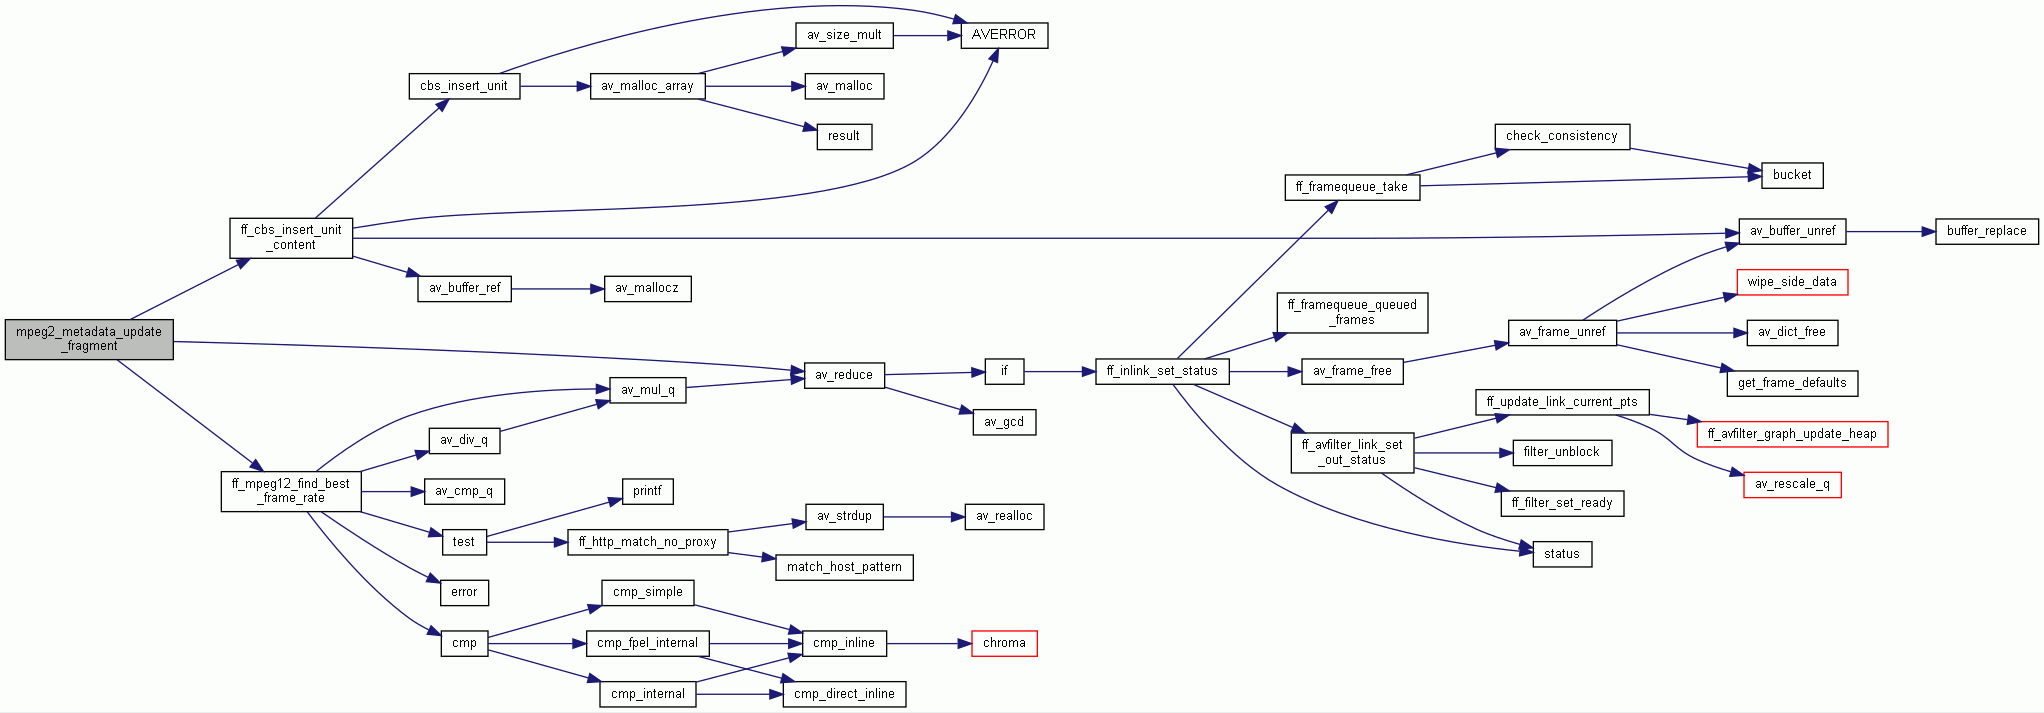 av_size_mult
AVERROR
cbs_insert_unit
av_malloc_array
av_malloc
result
check_consistency
bucket
ff_framequeue_take
ff_cbs_insert_unit
_content
av_buffer_unref
buffer_replace
av_buffer_ref
av_mallocz
wipe_side_data
ff_framequeue_queued
_frames
mpeg2_metadata_update
_fragment
av_frame_unref
av_dict_free
av_reduce
if
ff_inlink_set_status
av_frame_free
get_frame_defaults
av_mul_q
ff_update_link_current_pts
av_gcd
av_div_q
ff_avfilter_graph_update_heap
ff_avfilter_link_set
_out_status
filter_unblock
av_rescale_q
ff_mpeg12_find_best
_frame_rate
av_cmp_q
printf
ff_filter_set_ready
av_strdup
av_realloc
test
ff_http_match_no_proxy
status
match_host_pattern
error
cmp_simple
cmp
cmp_fpel_internal
cmp_inline
chroma
cmp_internal
cmp_direct_inline